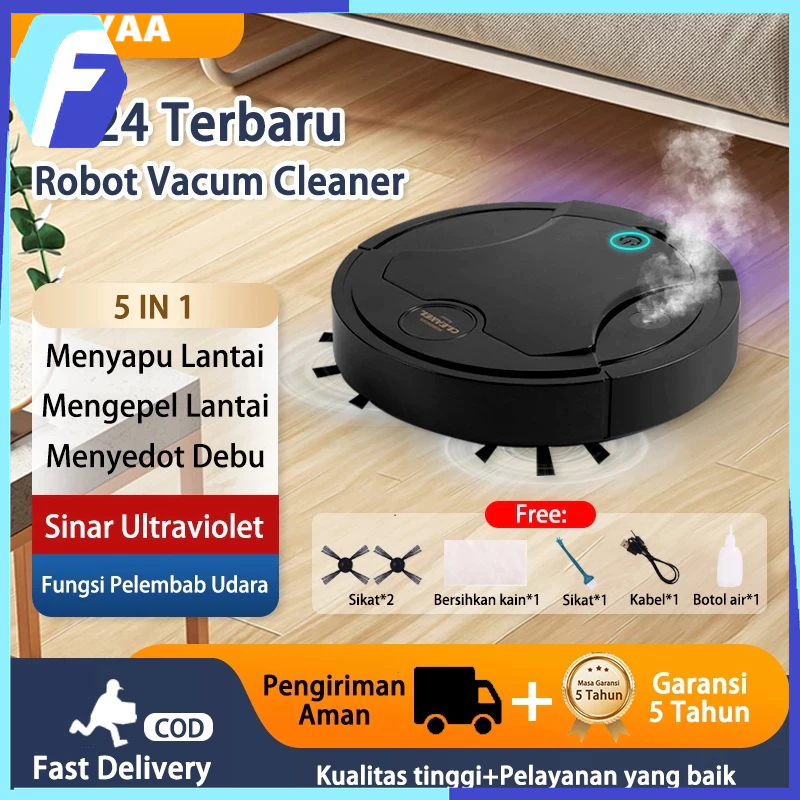 YAA
24 Terbaru
Robot Vacum Cleaner
5 IN 1
Menyapu Lantai
Mengepel Lantai
Menyedot Debu
Sinar Ultraviolet
Fungsi Pelembab Udara
Free:
Sikat*2
Bersihkan kain*1
Sikat*1
Kabel*1
Botol air*1
COD
Fast Delivery
Pengiriman
Aman
+
Masa Garansi
5 Tahun
Garansi
5 Tahun
Kualitas tinggi+Pelayanan yang baik